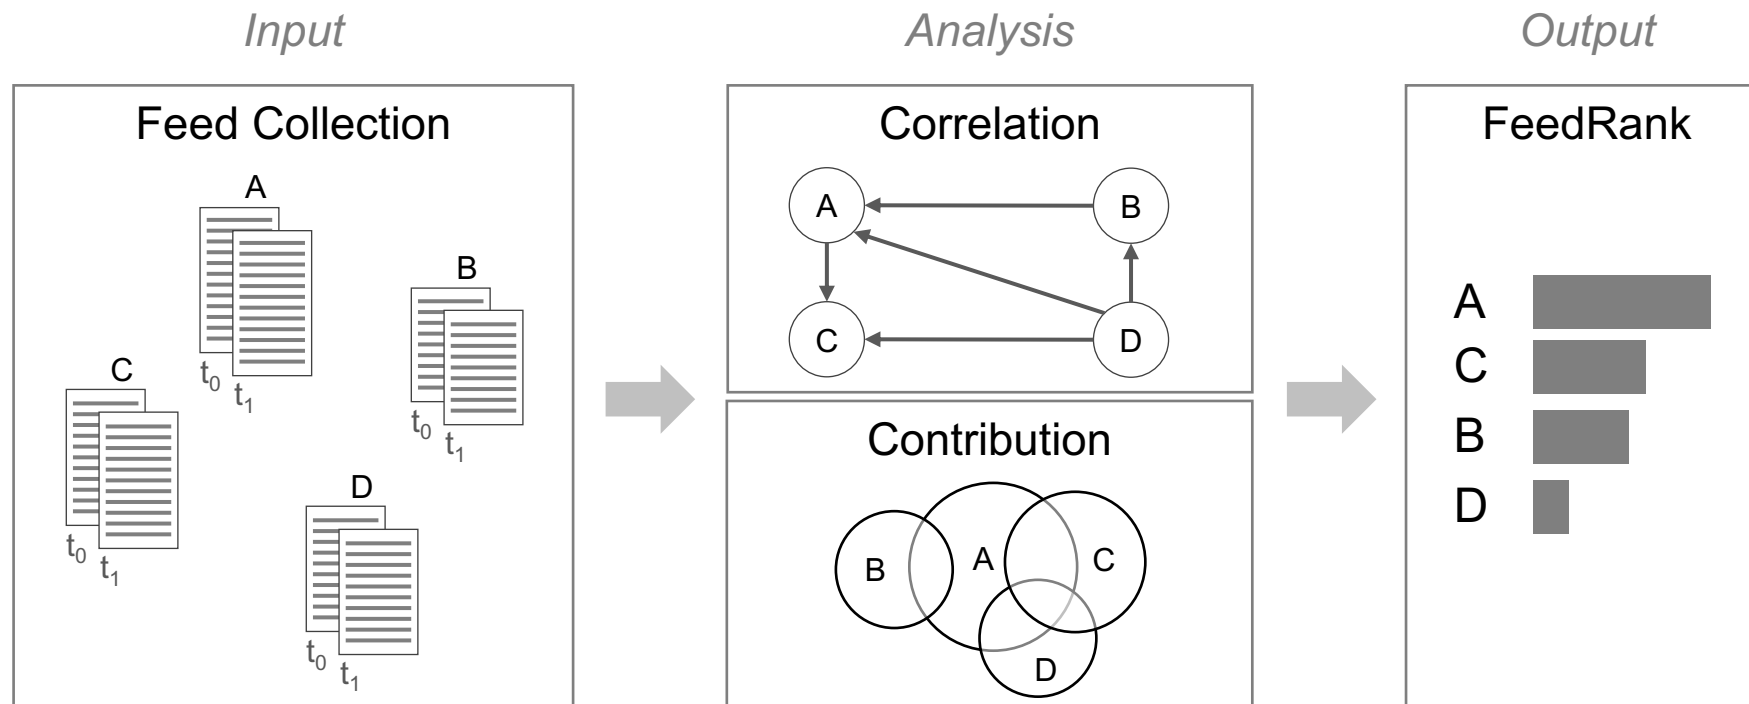 Input
Analysis
Output
Feed Collection
A
t0
t1
B
t0
t1
C
t0
t1
D
t0
t1
Correlation
A
B
C
D
Contribution
B
A
C
D
FeedRank
A
C
B
D